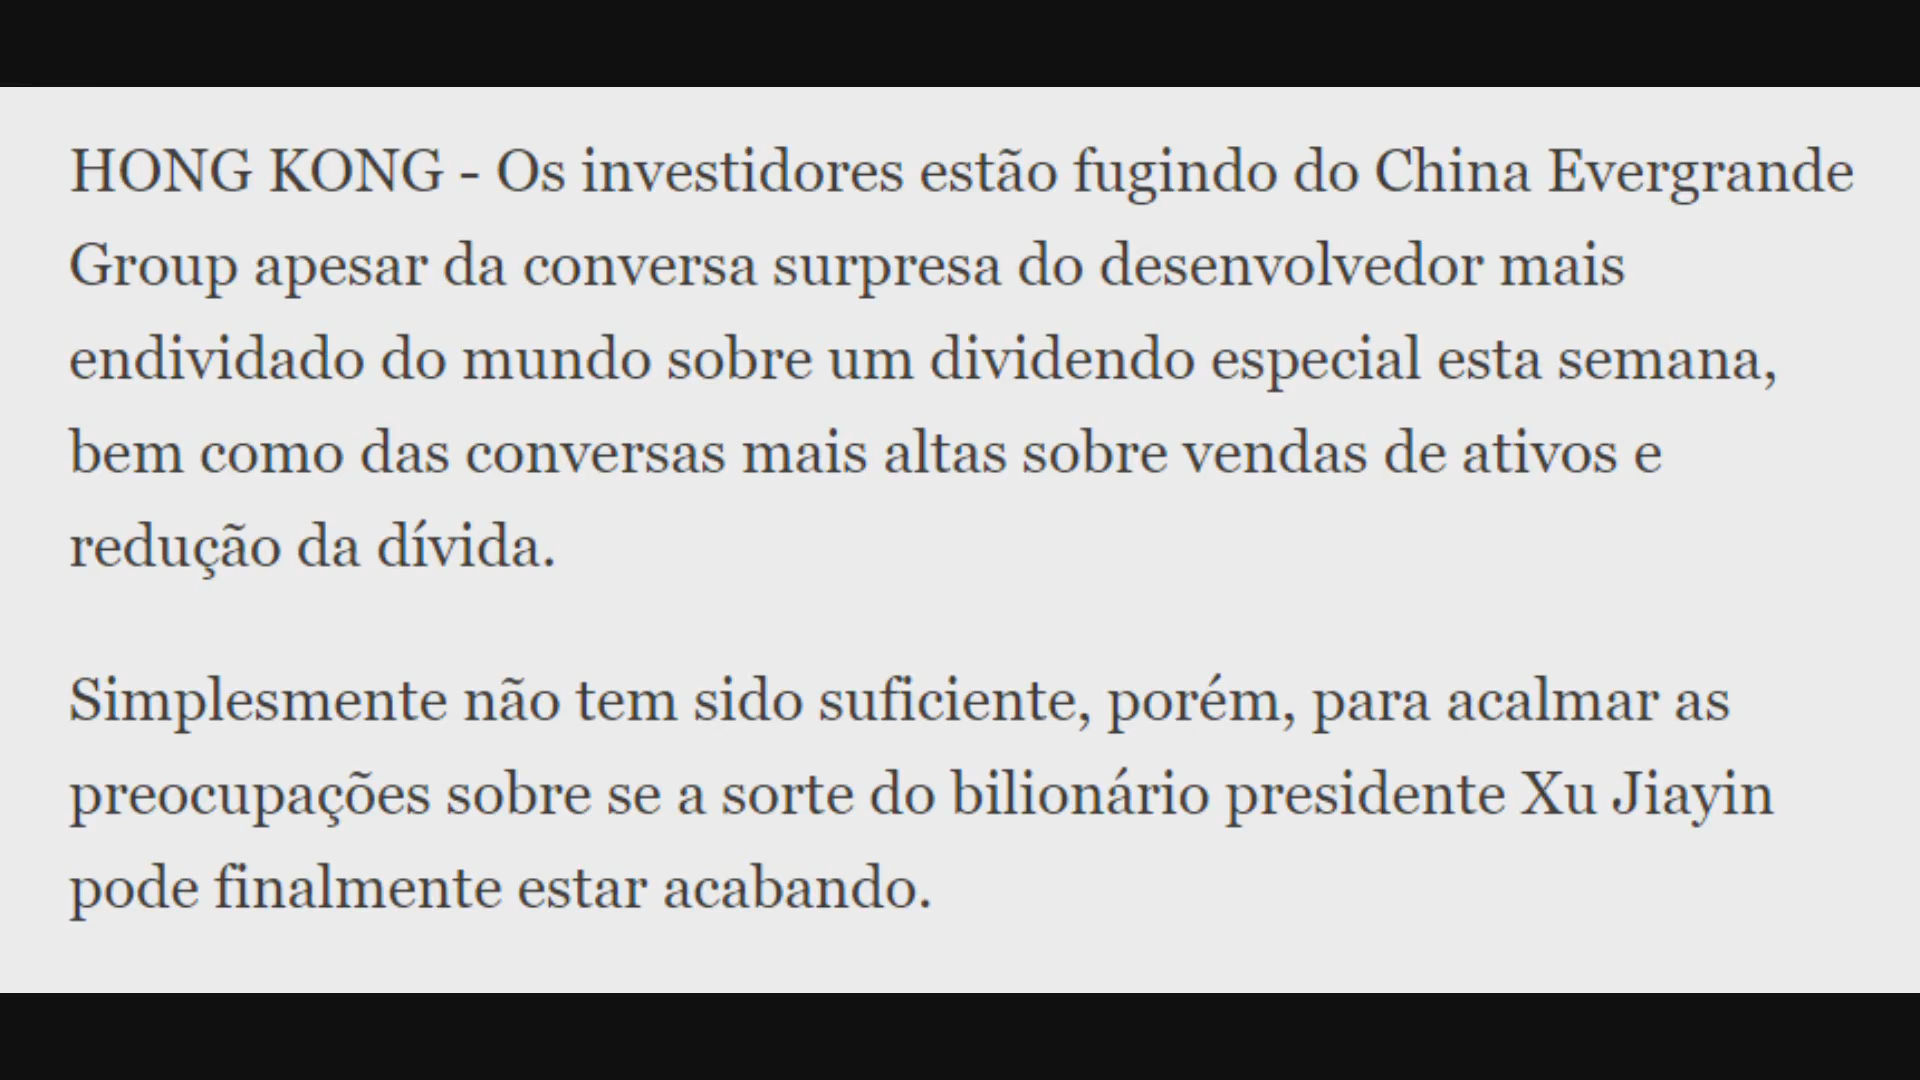 HONG KONG - Os investidores estão fugindo do China Evergrande
Group apesar da conversa surpresa do desenvolvedor mais
endividado do mundo sobre um dividendo especial esta semana,
bem como das conversas mais altas sobre vendas de ativos e
redução da dívida.
Simplesmente não tem sido suficiente, porém, para acalmar as
preocupações sobre se a sorte do bilionário presidente Xu Jiayin
pode finalmente estar acabando.